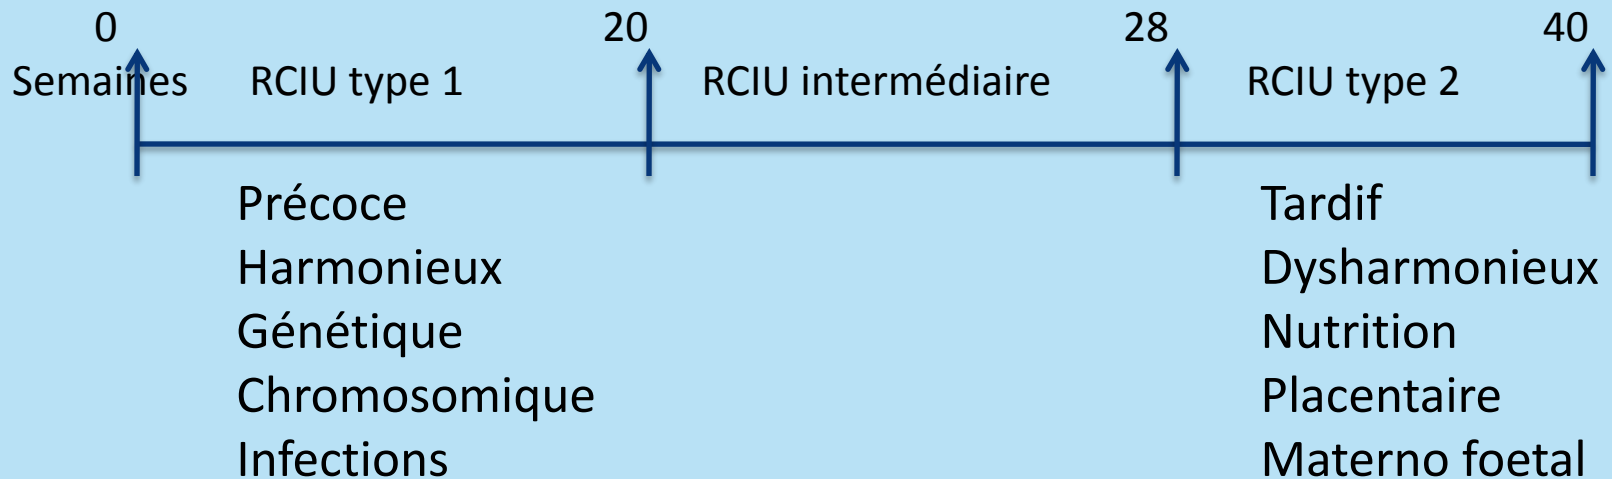 0 20 28 40
Semaines RCIU type 1 RCIU intermédiaire RCIU type 2
Précoce Tardif
Harmonieux Dysharmonieux
Génétique Nutrition
Chromosomique Placentaire
Infections Materno foetal